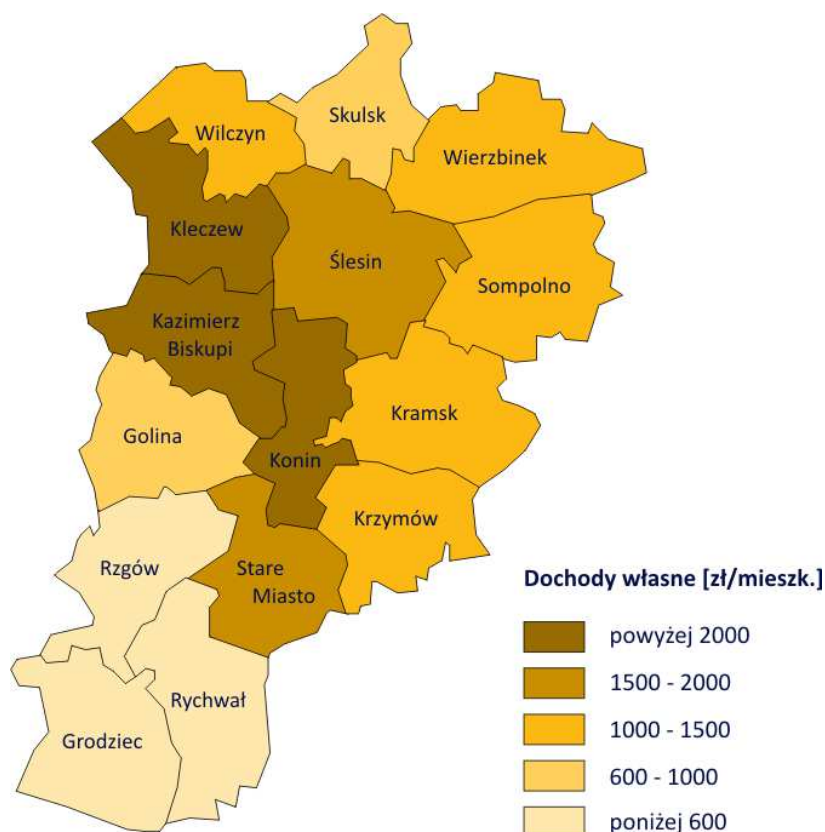 Skulsk
Wilczyn
Wierzbinek
Kleczew
Ślesin
Sompolno
Kazimierz
Biskupi
Kramsk
Golina
Konin
Krzymów
Rzgów
Stare
Miasto
Rychwał
Grodziec
Dochody własne [zł/mieszk.]
powyżej 2000
1500 - 2000
1000 - 1500
600 - 1000
poniżej 600